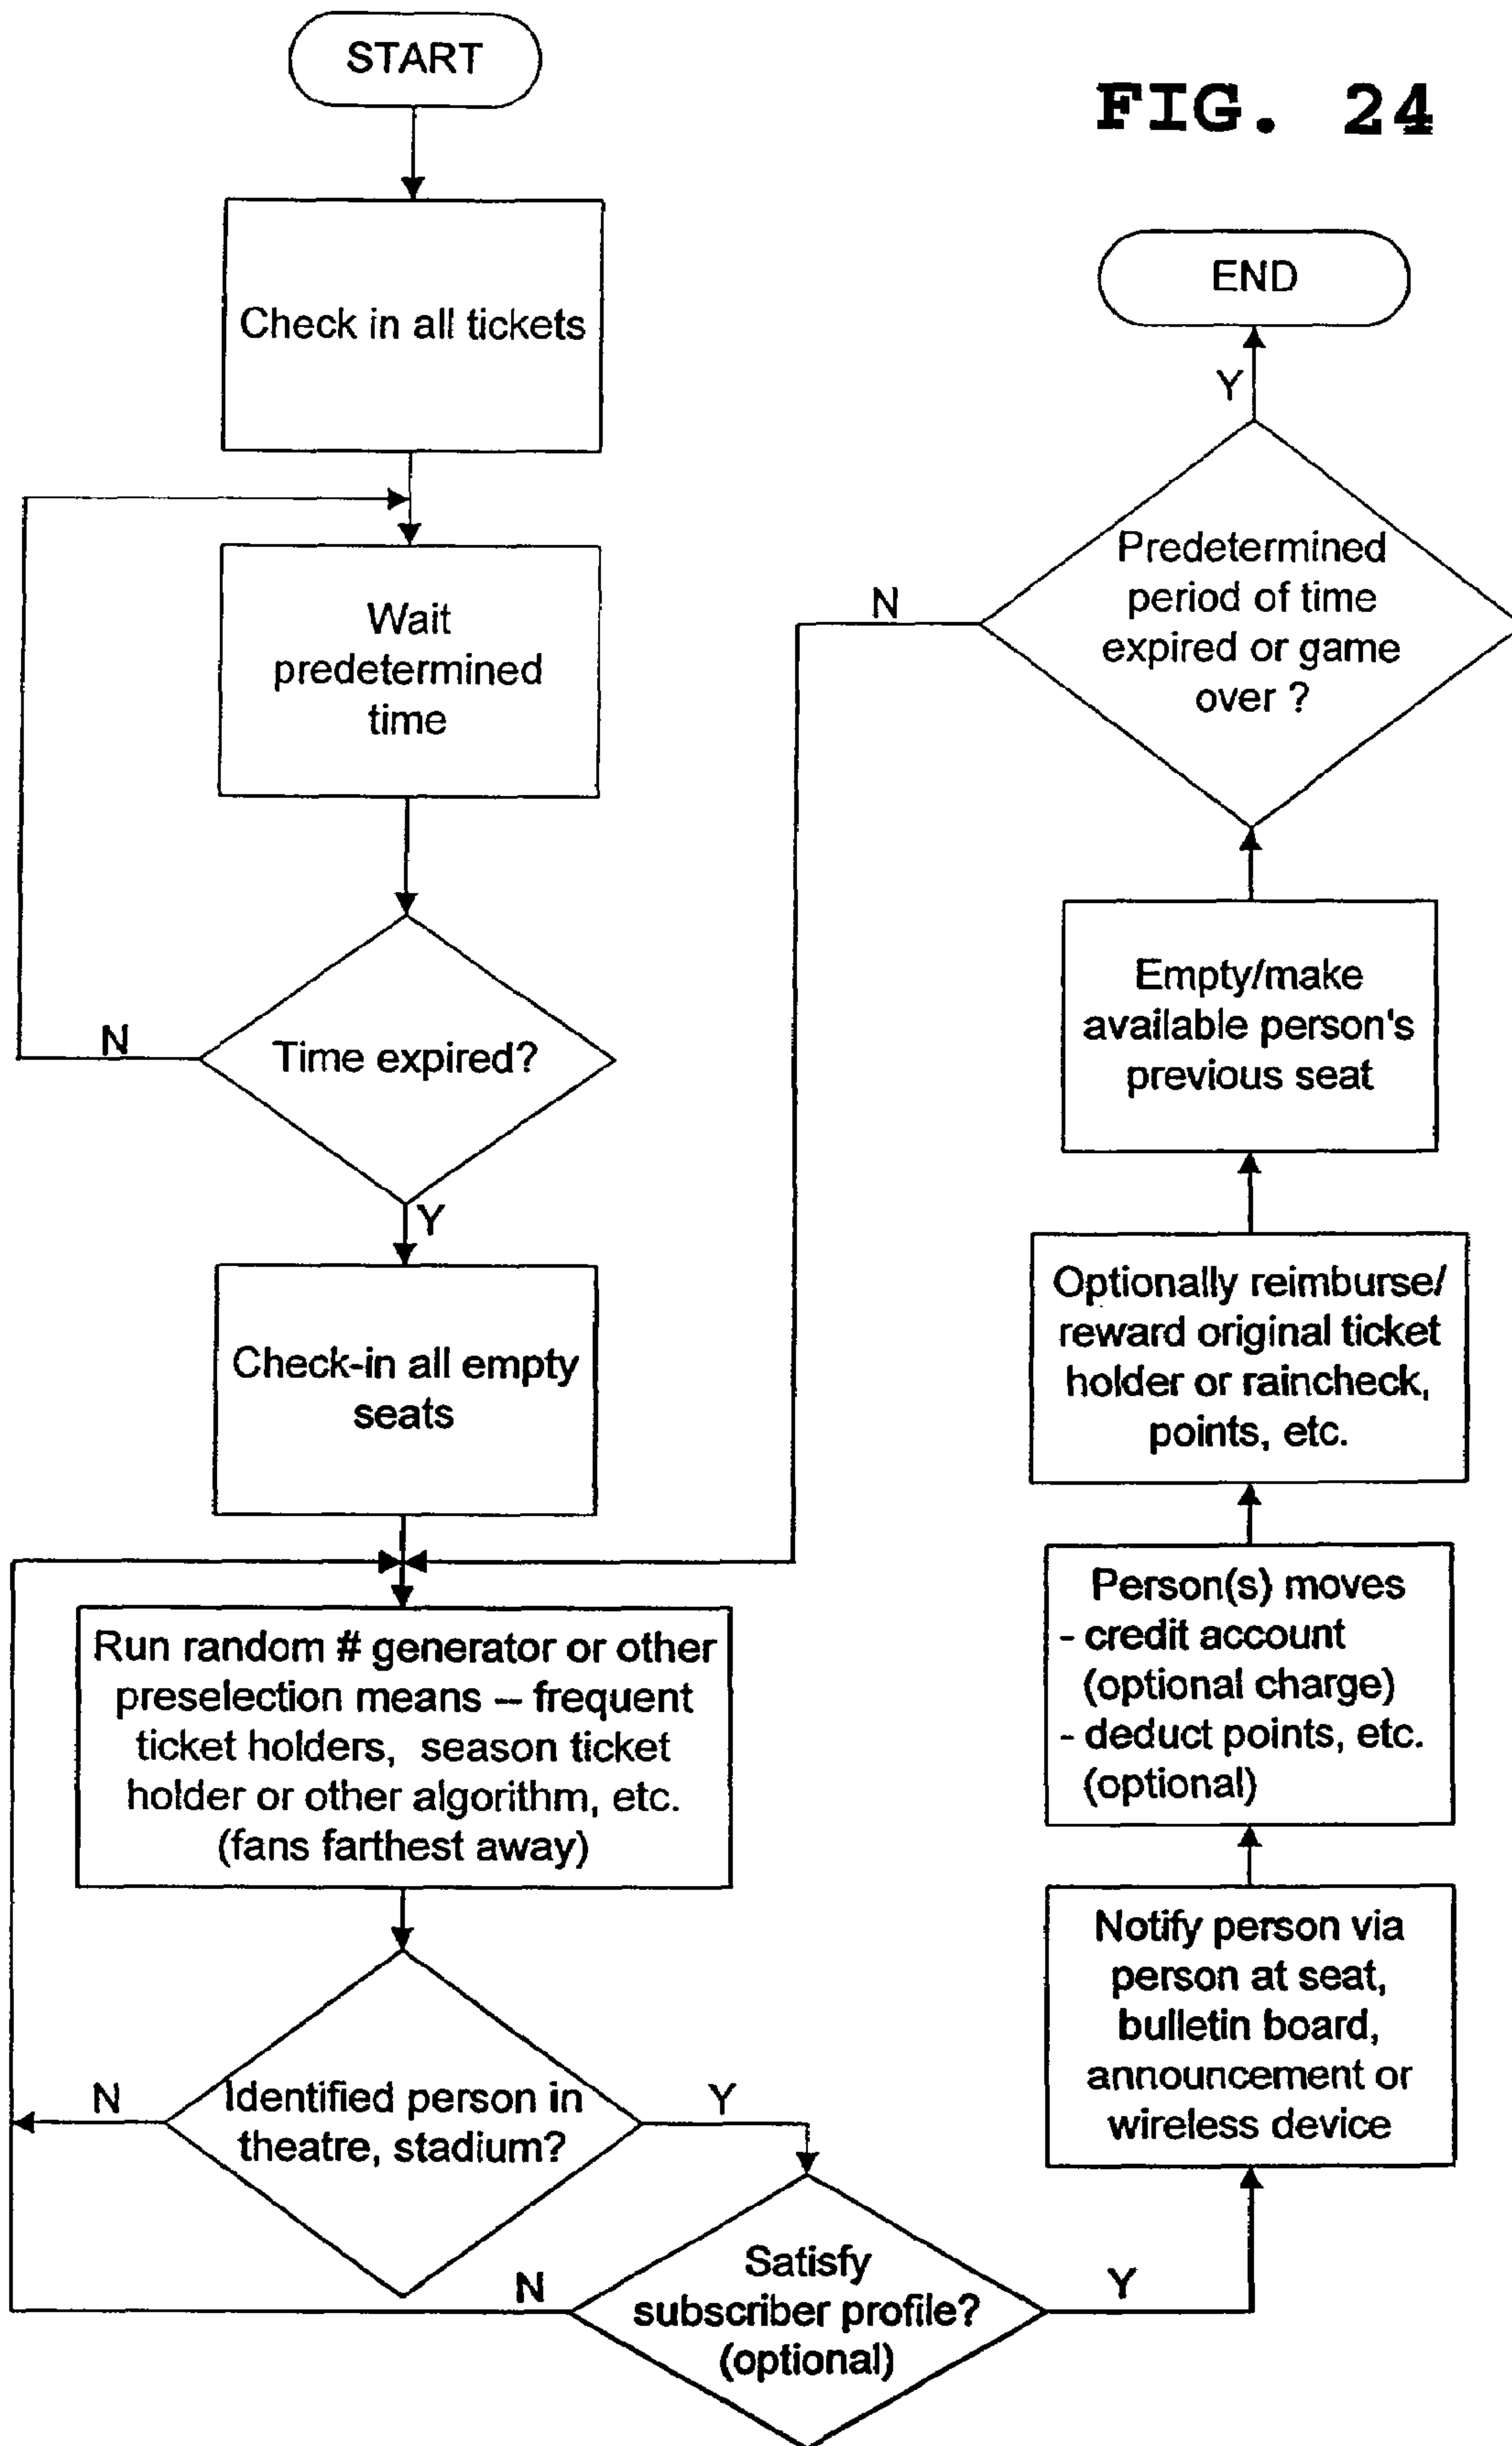 START
FIG. 24
Check in all tickets
Wait
predetermined
time
Time expired?
N
Y
Check-in all empty
seats
Run random # generator or other
preselection means – frequent
ticket holders, season ticket
holder or other algorithm, etc.
(fans farthest away)
Identified person in
theatre, stadium?
N
Y
Satisfy
subscriber profile?
(optional)
N
Y
Notify person via
person at seat,
bulletin board,
announcement or
wireless device
Person(s) moves
- credit account
(optional charge)
- deduct points, etc.
(optional)
Optionally reimburse/
reward original ticket
holder or raincheck,
points, etc.
Empty/make
available person's
previous seat
Predetermined
period of time
expired or game
over ?
N
Y
END